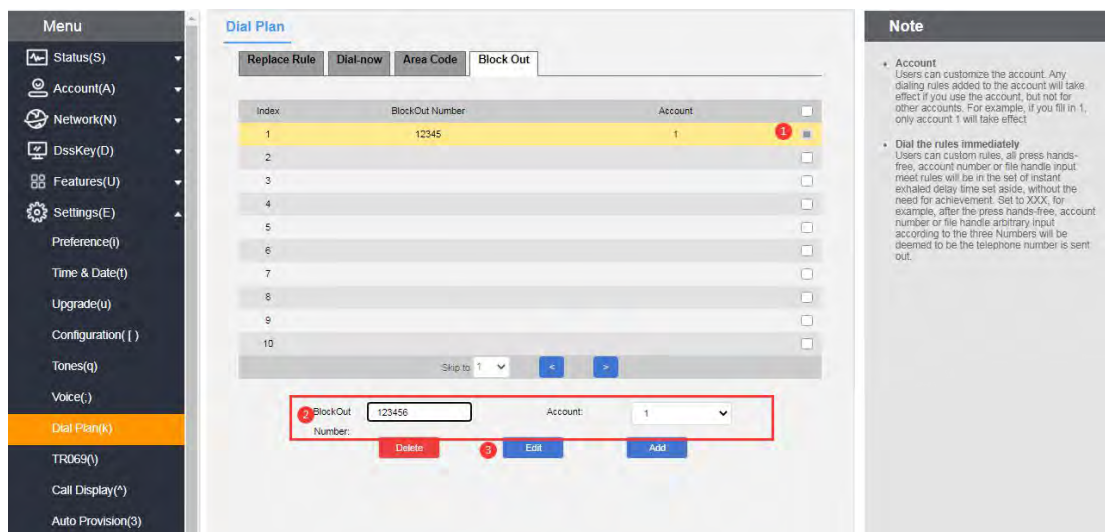 Menu
Status(S)
Account(A)
Network(N)
DssKey(D)
Features(U)
Settings(E)
Preference(i)
Time & Date(t)
Upgrade(u)
Configuration( [ )
Tones(q)
Voice(;)
Dial Plan(k)
TR069(\)
Call Display(^)
Auto Provision(3)
Dial Plan
Replace Rule Dial-now Area Code Block Out
Index BlockOut Number Account
1 12345 1 1
2
3
4
5
6
7
8
9
10
Skip to 1 < >
2 BlockOut 123456 Account: 1
Number:
Delete 3 Edit Add
Note
• Account
Users can customize the account. Any
dialing rules added to the account will take
effect if you use the account, but not for
other accounts. For example, if you fill in 1,
only account 1 will take effect
• Dial the rules immediately
Users can custom rules, all press hands-
free, account number or file handle input
meet rules will be in the set of instant
exhaled delay time set aside, without the
need for achievement. Set to XXX, for
example, after the press hands-free, account
number or file handle arbitrary input
according to the three Numbers will be
deemed to be the telephone number is sent
out.